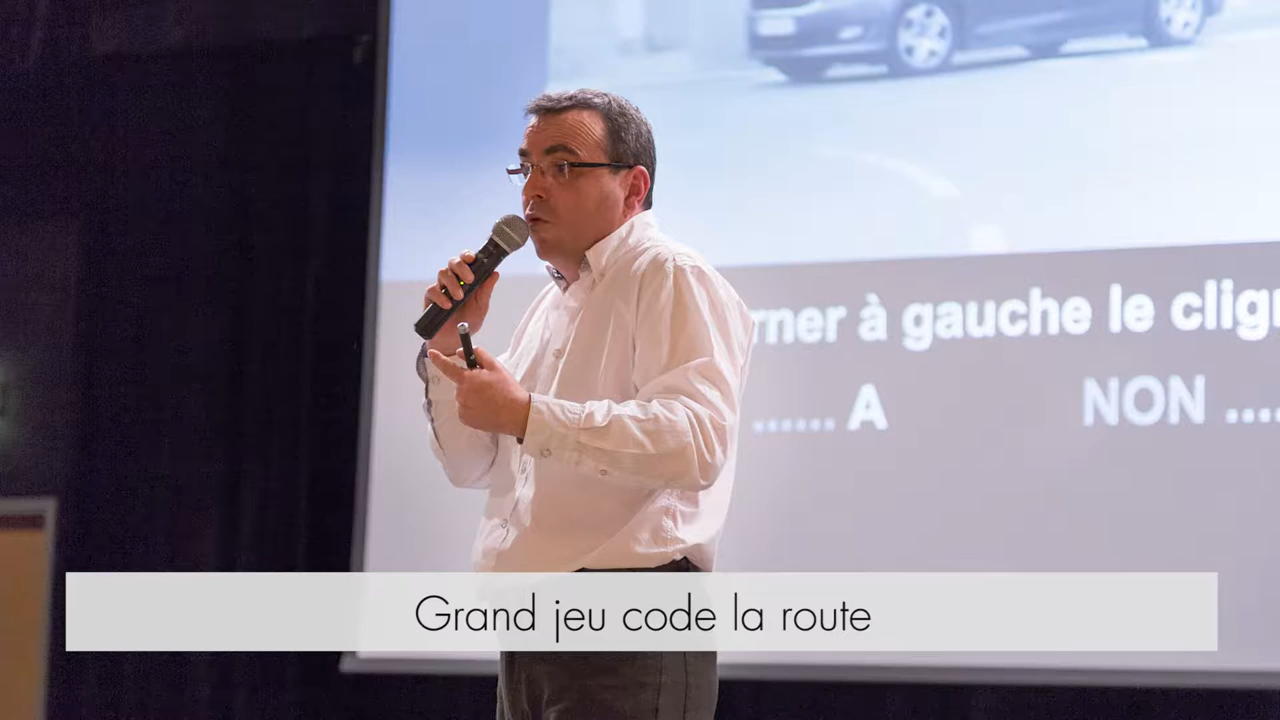 rner à gauche le clig
...... A NON ....
Grand jeu code la route